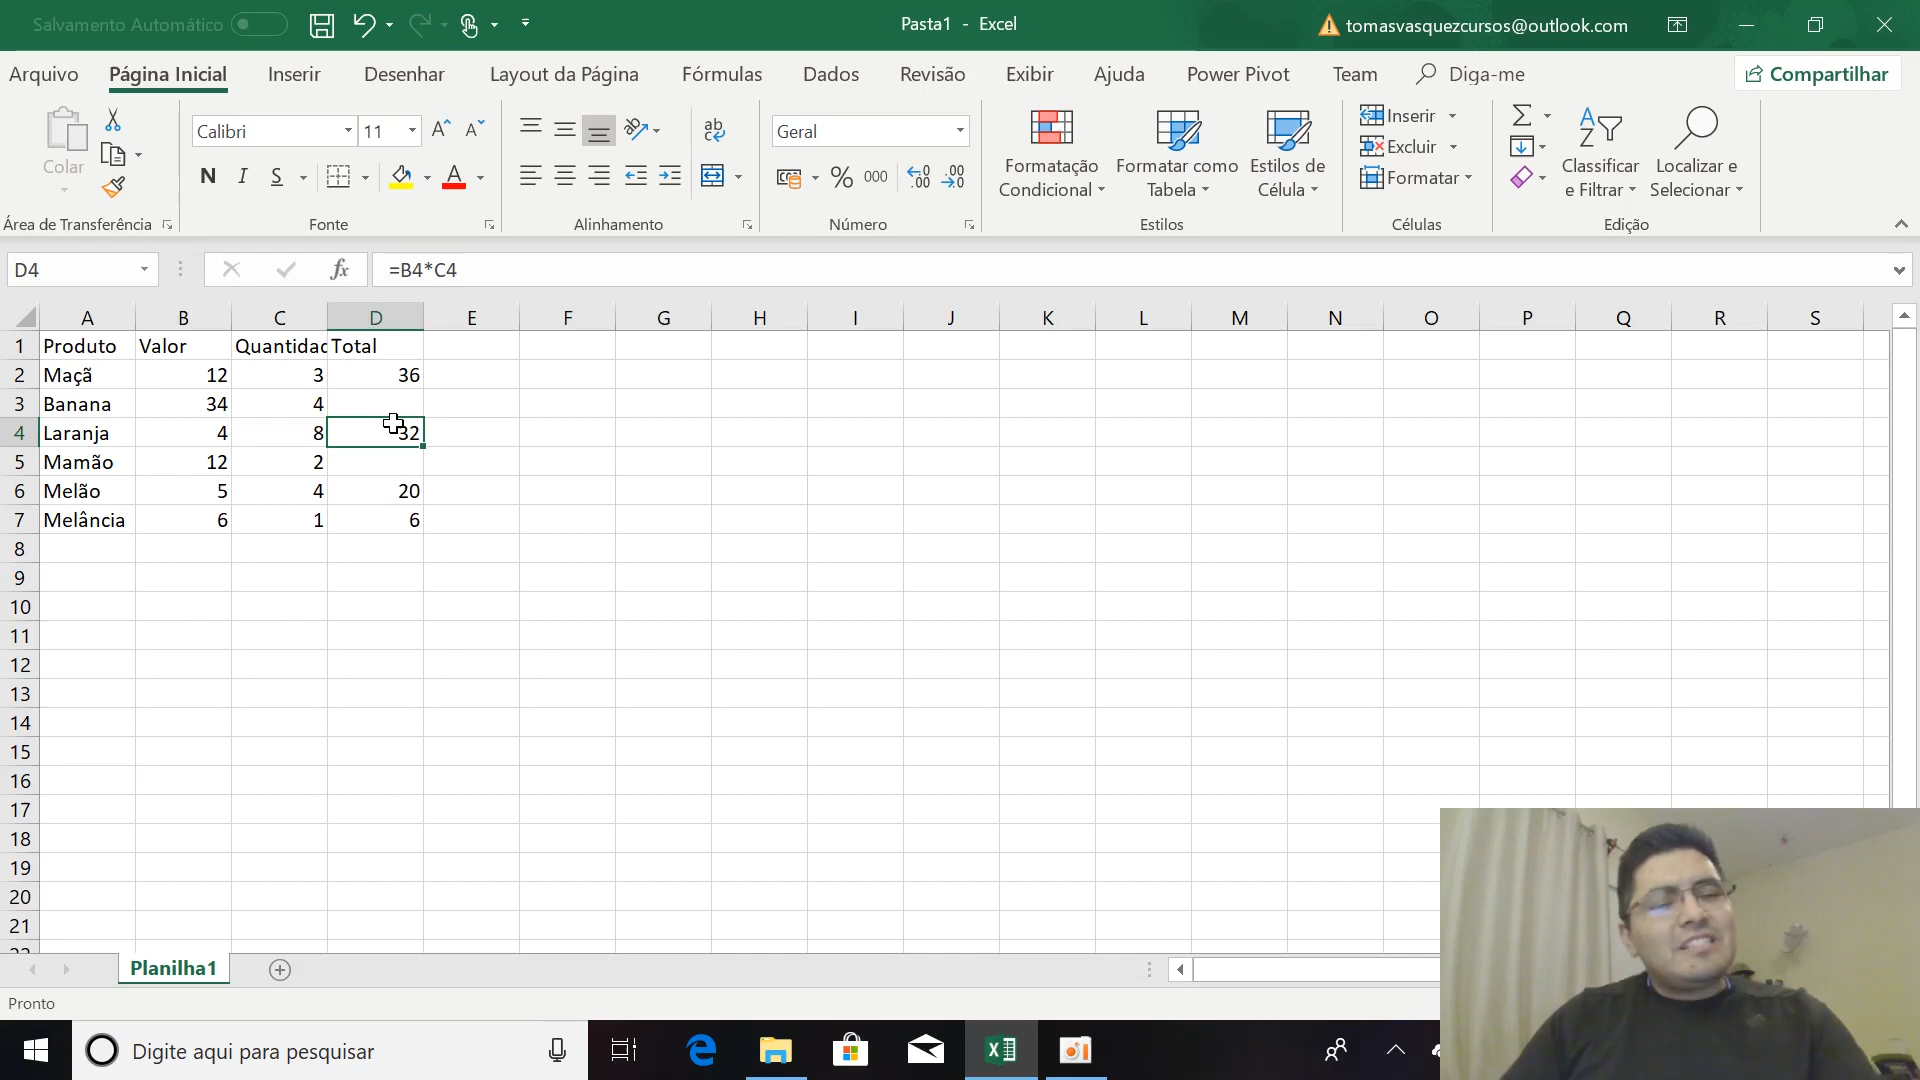 Salvamento Automático
Pasta1 - Excel
tomasvasquezcursos@outlook.com
Arquivo Página Inicial Inserir Desenhar Layout da Página Fórmulas Dados Revisão Exibir Ajuda Power Pivot Team Diga-me Compartilhar
Colar
Área de Transferência
Calibri 11
N I S
Fonte
ab
Alinhamento
Geral
% 000 ,00 ,00
Número
Formatação Condicional
Formatar como Tabela
Estilos de Célula
Estilos
Inserir
Excluir
Formatar
Células
Classificar e Filtrar
Localizar e Selecionar
Edição
D4 fx =B4*C4
A B C D E F G H I J K L M N O P Q R S
1 Produto Valor Quantidad Total
2 Maçã 12 3 36
3 Banana 34 4
4 Laranja 4 8 32
5 Mamão 12 2
6 Melão 5 4 20
7 Melância 6 1 6
8
9
10
11
12
13
14
15
16
17
18
19
20
21
Planilha1
Pronto
Digite aqui para pesquisar